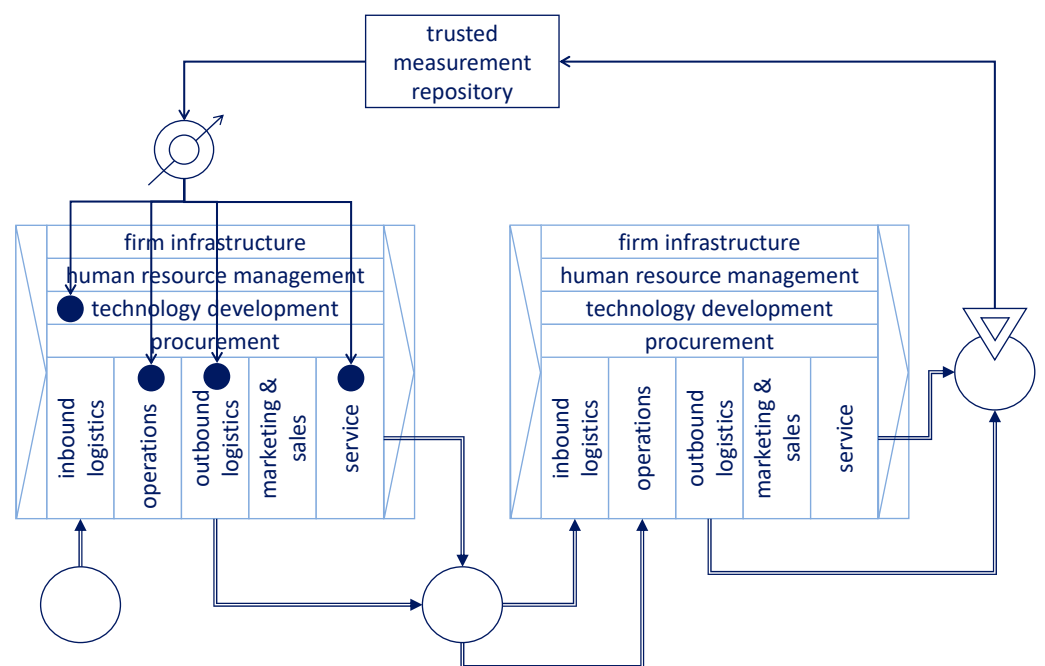 trusted
measurement
repository
firm infrastructure
human resource management
technology development
procurement
inbound
logistics
operations
outbound
logistics
marketing &
sales
service
firm infrastructure
human resource management
technology development
procurement
inbound
logistics
operations
outbound
logistics
marketing &
sales
service